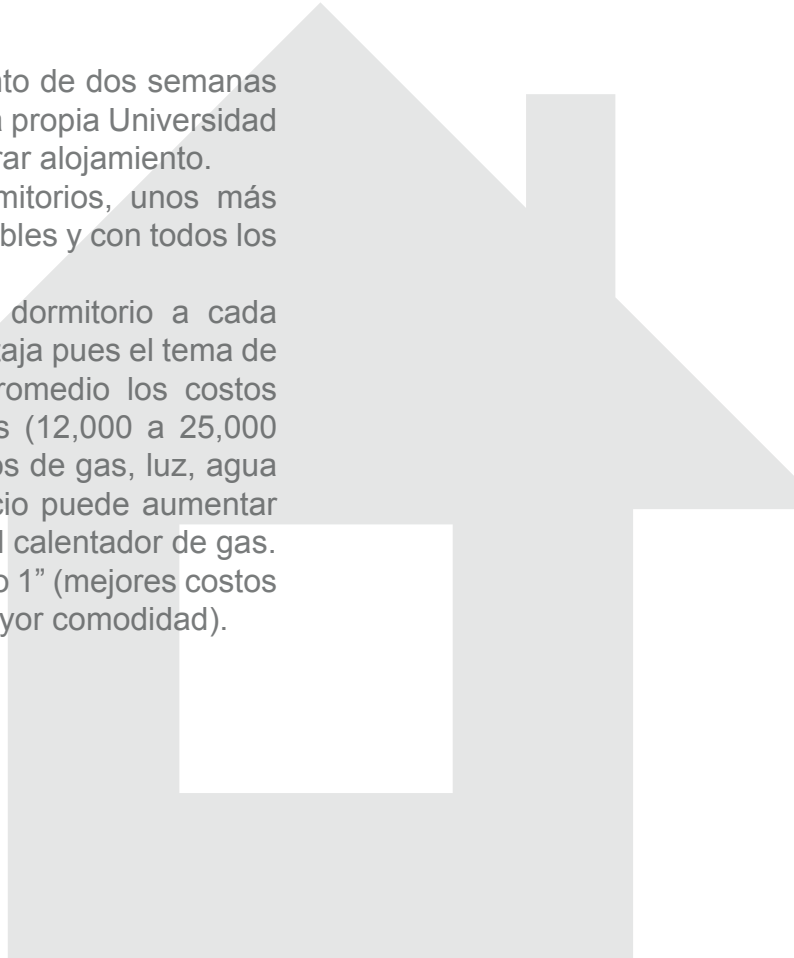 nto de dos semanas
a propia Universidad
rar alojamiento.
mitorios, unos más
bles y con todos los
dormitorio a cada
taja pues el tema de
romedio los costos
s (12,000 a 25,000
os de gas, luz, agua
cio puede aumentar
l calentador de gas.
o 1” (mejores costos
yor comodidad).